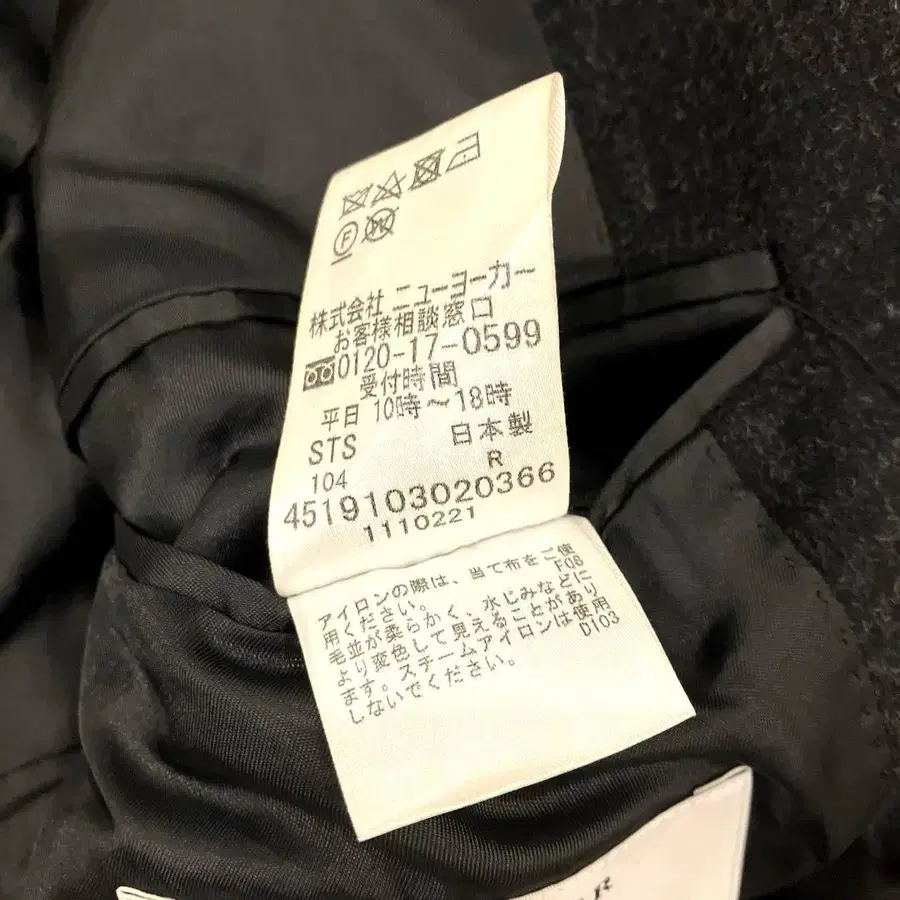 F W
株式会社 ニューヨーカー
お客様相談窓口
0120-17-0599
受付時間
平日 10時～18時
STS 日本製
104 R
4519103020366
1110221
アイロンの際は、当て布をご使
用ください。 F08
毛並が柔らかく、水じみなどに
より変色して見えることがあり
ます。スチームアイロンは使用
しないでください。 D103
R